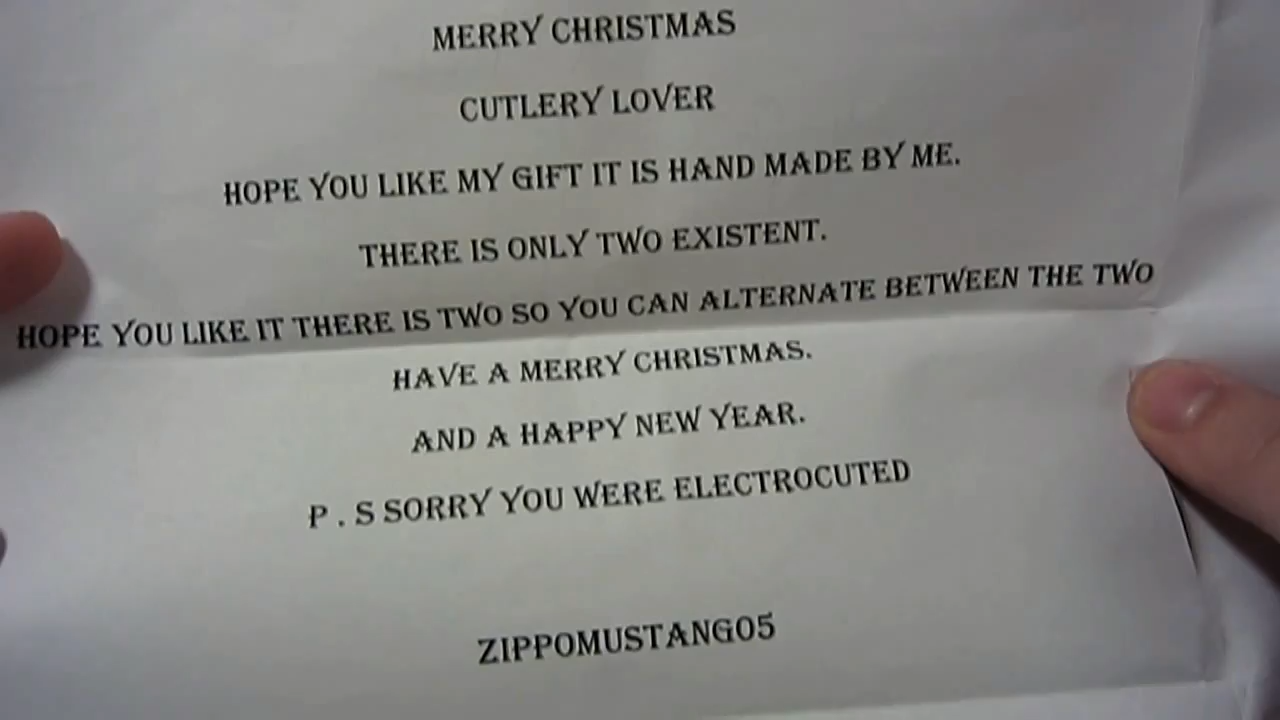 MERRY CHRISTMAS
CUTLERY LOVER
HOPE YOU LIKE MY GIFT IT IS HAND MADE BY ME.
THERE IS ONLY TWO EXISTENT.
HOPE YOU LIKE IT THERE IS TWO SO YOU CAN ALTERNATE BETWEEN THE TWO
HAVE A MERRY CHRISTMAS.
AND A HAPPY NEW YEAR.
P . S SORRY YOU WERE ELECTROCUTED
ZIPPOMUSTANG05